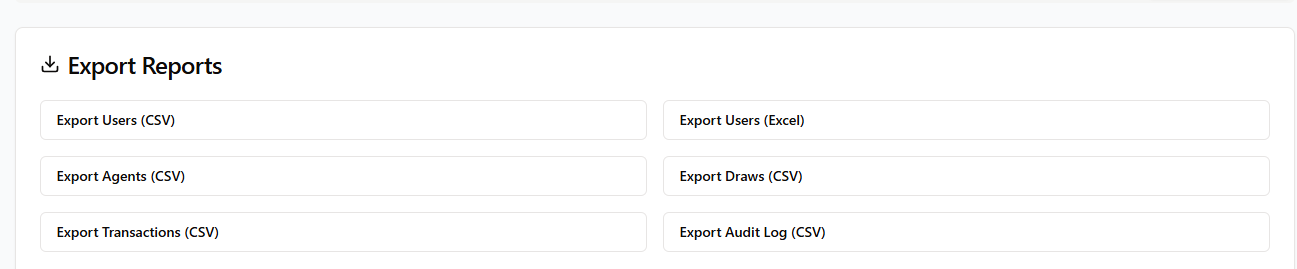 Export Reports
Export Users (CSV)
Export Users (Excel)
Export Agents (CSV)
Export Draws (CSV)
Export Transactions (CSV)
Export Audit Log (CSV)